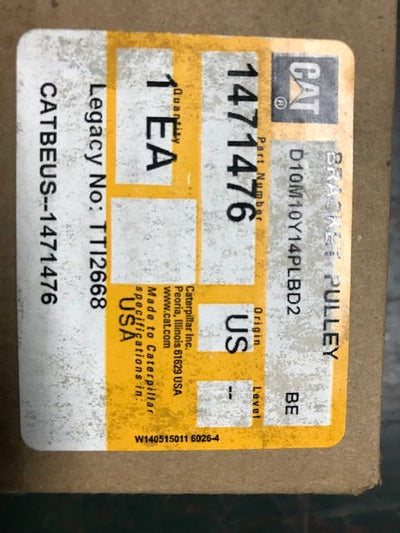 CAT
®
BRACKET PULLEY
D10M10Y14PLBD2 BE
Part Number Origin Level
1471476 US --
Quantity
1 EA
Caterpillar Inc.
Peoria, Illinois 61629 USA
www.cat.com
Made to Caterpillar
specifications in:
USA
Legacy No: TTI2668
CATBEUS--1471476
W140515011 6026-4